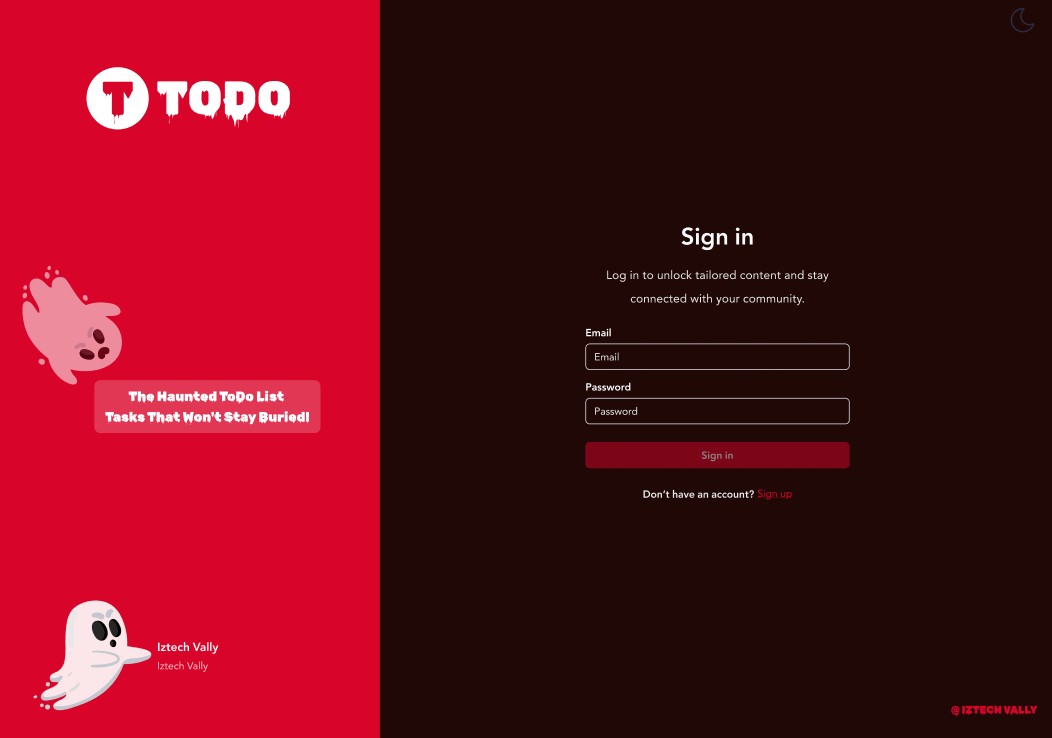 T TODO
The Haunted ToDo List
Tasks That Won't Stay Buried!
Iztech Vally
Iztech Vally
Sign in
Log in to unlock tailored content and stay
connected with your community.
Email
Email
Password
Password
Sign in
Don't have an account? Sign up
@ IZTECH VALLY